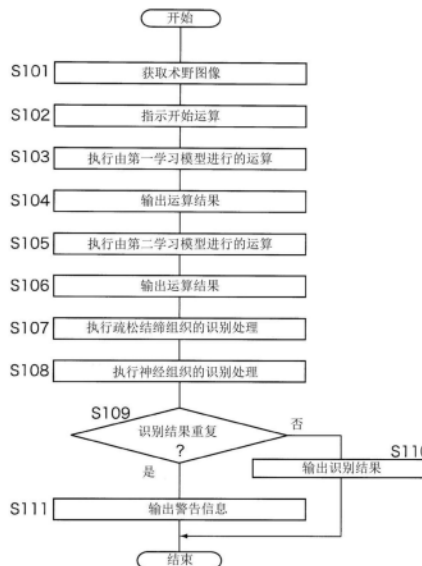 开始
S101 获取术野图像
S102 指示开始运算
S103 执行由第一学习模型进行的运算
S104 输出运算结果
S105 执行由第二学习模型进行的运算
S106 输出运算结果
S107 执行疏松结缔组织的识别处理
S108 执行神经组织的识别处理
S109
识别结果重复
?
否
是
S110
输出识别结果
S111 输出警告信息
结束